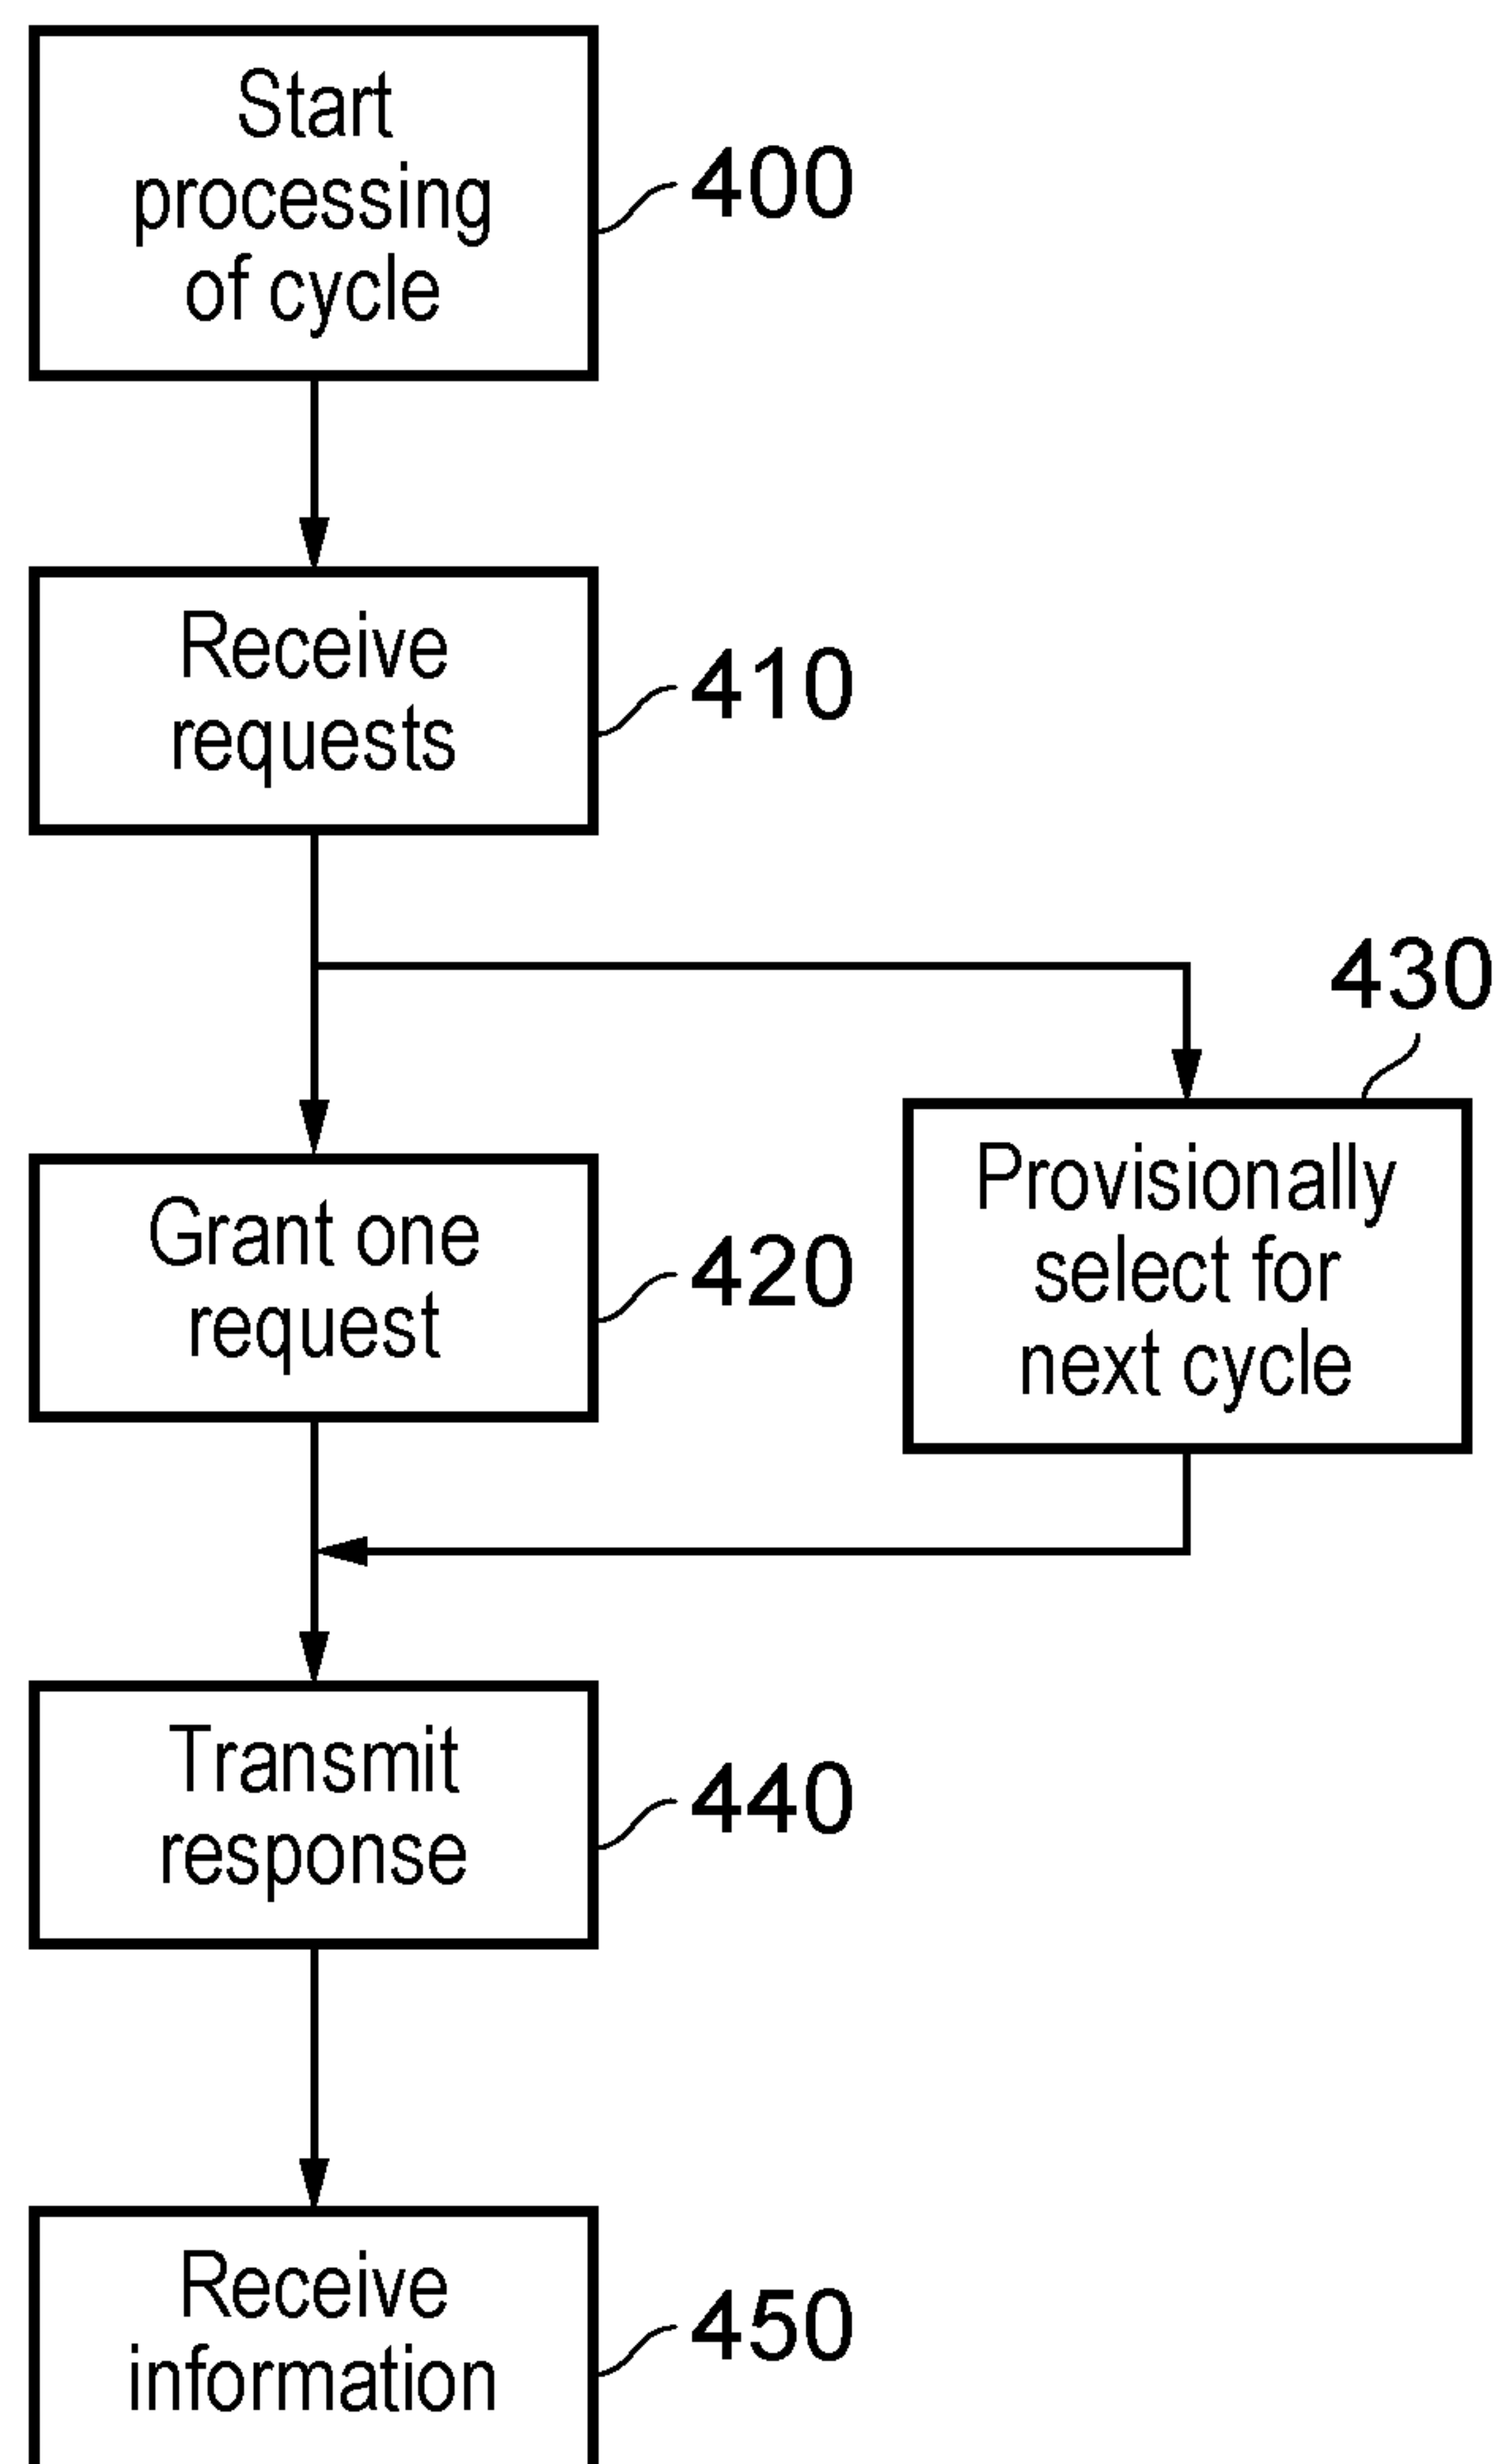 Start
processing
of cycle
400
Receive
requests
410
430
Provisionally
select for
next cycle
Grant one
request
420
Transmit
response
440
Receive
information
450